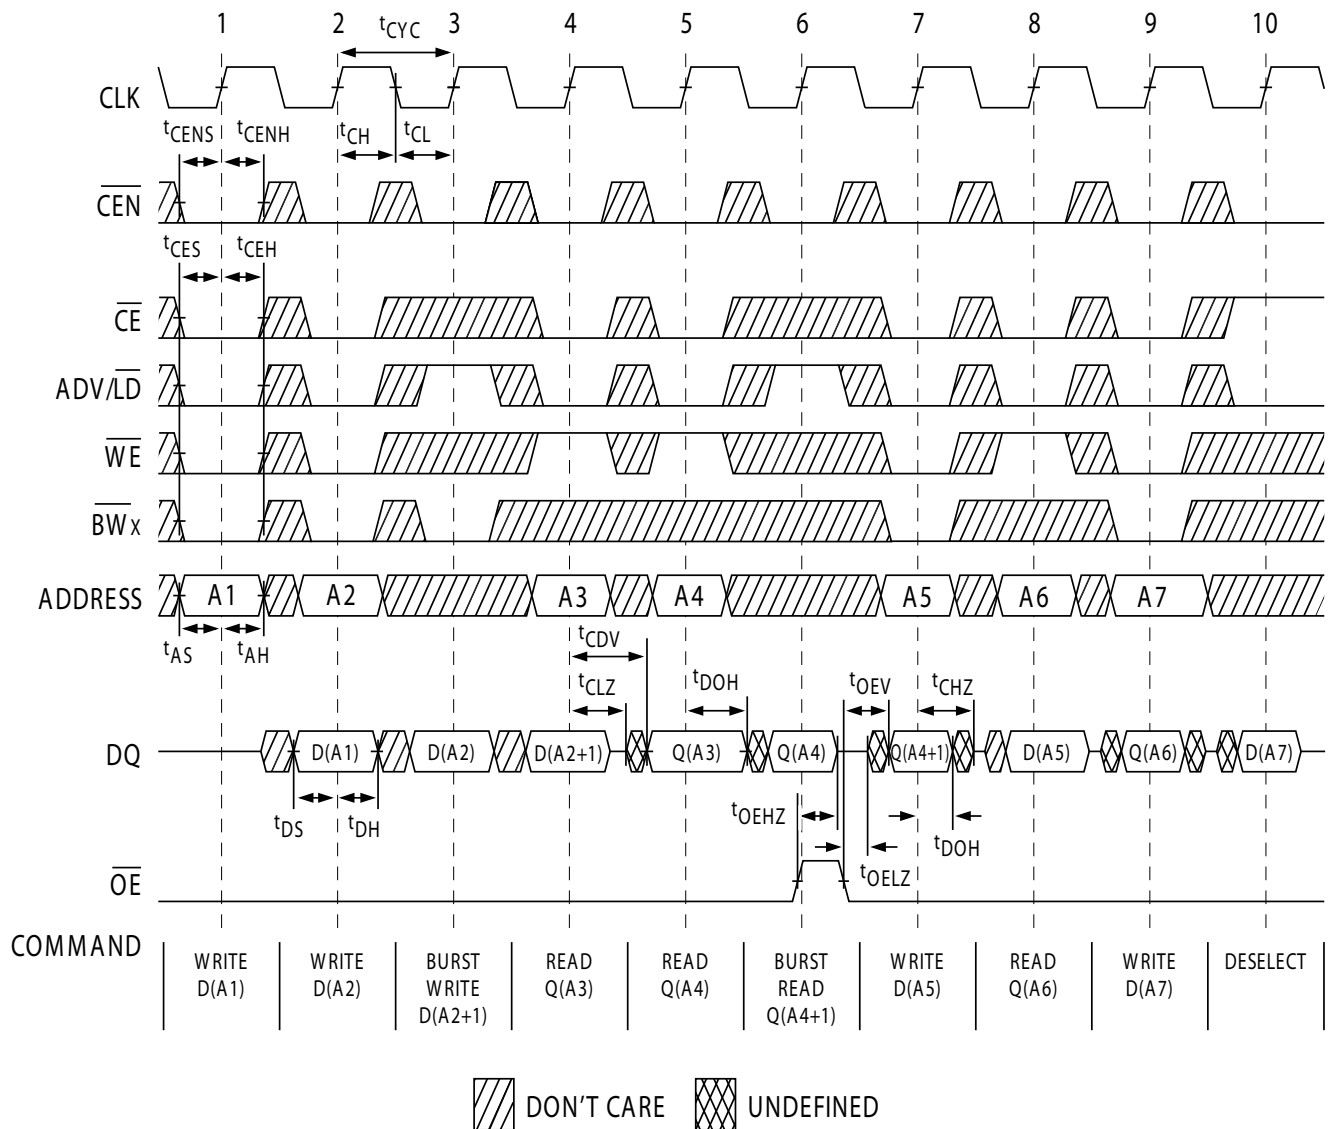 1 2 3 4 5 6 7 8 9 10
tCYC
CLK
tCENS tCENH tCH tCL
CEN
tCES tCEH
CE
ADV/LD
WE
BWx
ADDRESS A1 A2 A3 A4 A5 A6 A7
tAS tAH tCDV
tCLZ tDOH tOEV tCHZ
DQ D(A1) D(A2) D(A2+1) Q(A3) Q(A4) Q(A4+1) D(A5) Q(A6) D(A7)
tDS tDH tOEHZ tDOH
tOELZ
OE
COMMAND
WRITE WRITE BURST READ READ BURST WRITE READ WRITE DESELECT
D(A1) D(A2) WRITE Q(A3) Q(A4) READ D(A5) Q(A6) D(A7)
D(A2+1) Q(A4+1)
DON'T CARE UNDEFINED